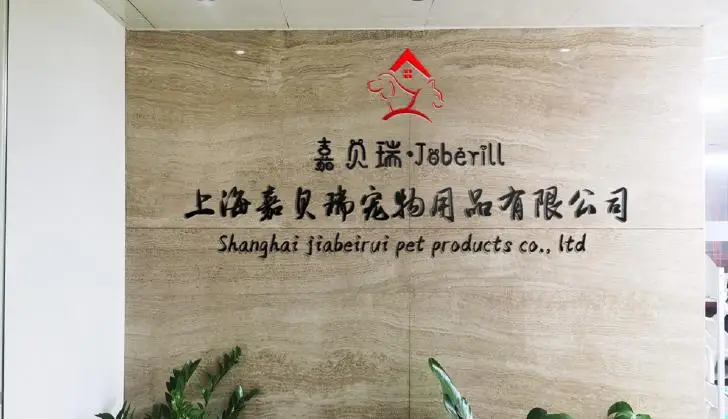 嘉贝瑞·Joberill
上海嘉贝瑞宠物用品有限公司
Shanghai jiabeirui pet products co., ltd